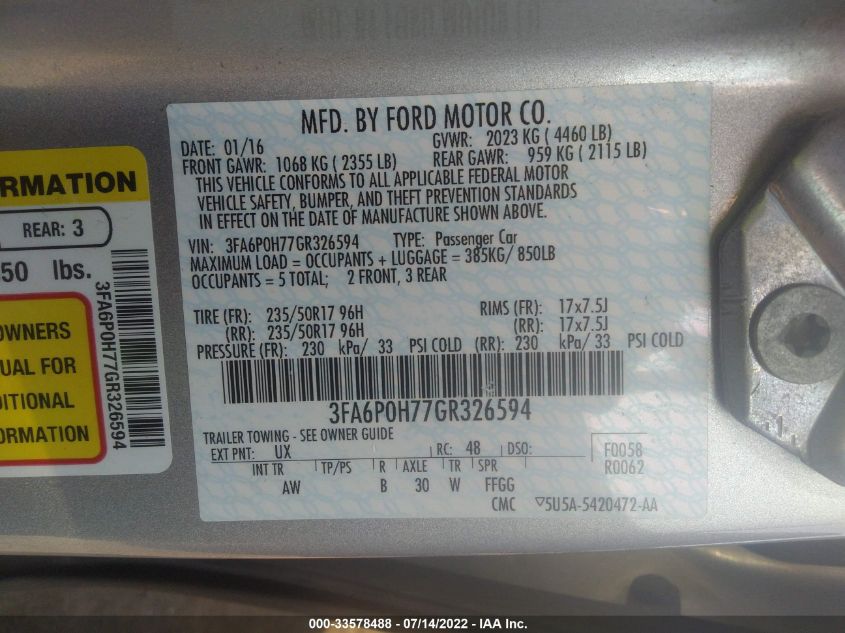 MFD. BY FORD MOTOR CO.
DATE: 01/16 GVWR: 2023 KG ( 4460 LB)
FRONT GAWR: 1068 KG ( 2355 LB) REAR GAWR: 959 KG ( 2115 LB)
THIS VEHICLE CONFORMS TO ALL APPLICABLE FEDERAL MOTOR
VEHICLE SAFETY, BUMPER, AND THEFT PREVENTION STANDARDS
IN EFFECT ON THE DATE OF MANUFACTURE SHOWN ABOVE.
VIN: 3FA6P0H77GR326594 TYPE: Passenger Car
MAXIMUM LOAD = OCCUPANTS + LUGGAGE = 385KG/ 850LB
OCCUPANTS = 5 TOTAL; 2 FRONT, 3 REAR
TIRE (FR): 235/50R17 96H RIMS (FR): 17x7.5J
(RR): 235/50R17 96H (RR): 17x7.5J
PRESSURE (FR): 230 kPa/ 33 PSI COLD (RR): 230 kPa/ 33 PSI COLD
3FA6P0H77GR326594
TRAILER TOWING - SEE OWNER GUIDE
EXT PNT: UX RC: 48 DSO: F0058
INT TR TP/PS R AXLE TR SPR R0062
AW B 30 W FFGG
CMC ▽5U5A-5420472-AA
RMATION
REAR: 3
50 lbs.
OWNERS
UAL FOR
DITIONAL
ORMATION
3FA6P0H77GR326594
000-33578488 - 07/14/2022 - IAA Inc.